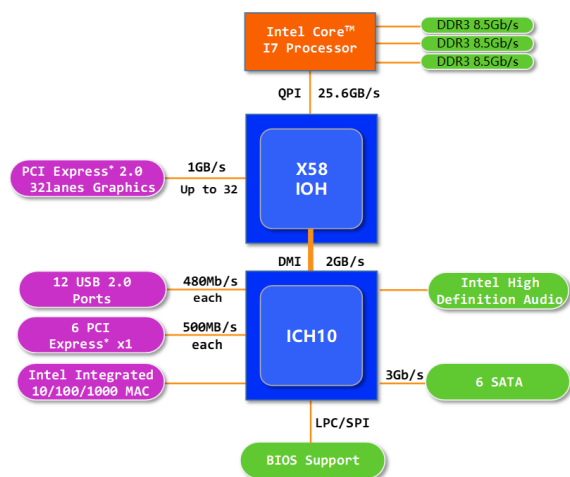 Intel Core™
I7 Processor
DDR3 8.5Gb/s
DDR3 8.5Gb/s
DDR3 8.5Gb/s
QPI 25.6GB/s
PCI Express* 2.0
32lanes Graphics
1GB/s
Up to 32
X58
IOH
DMI 2GB/s
12 USB 2.0
Ports
480Mb/s
each
Intel High
Definition Audio
6 PCI
Express* x1
500MB/s
each
ICH10
Intel Integrated
10/100/1000 MAC
3Gb/s
6 SATA
LPC/SPI
BIOS Support